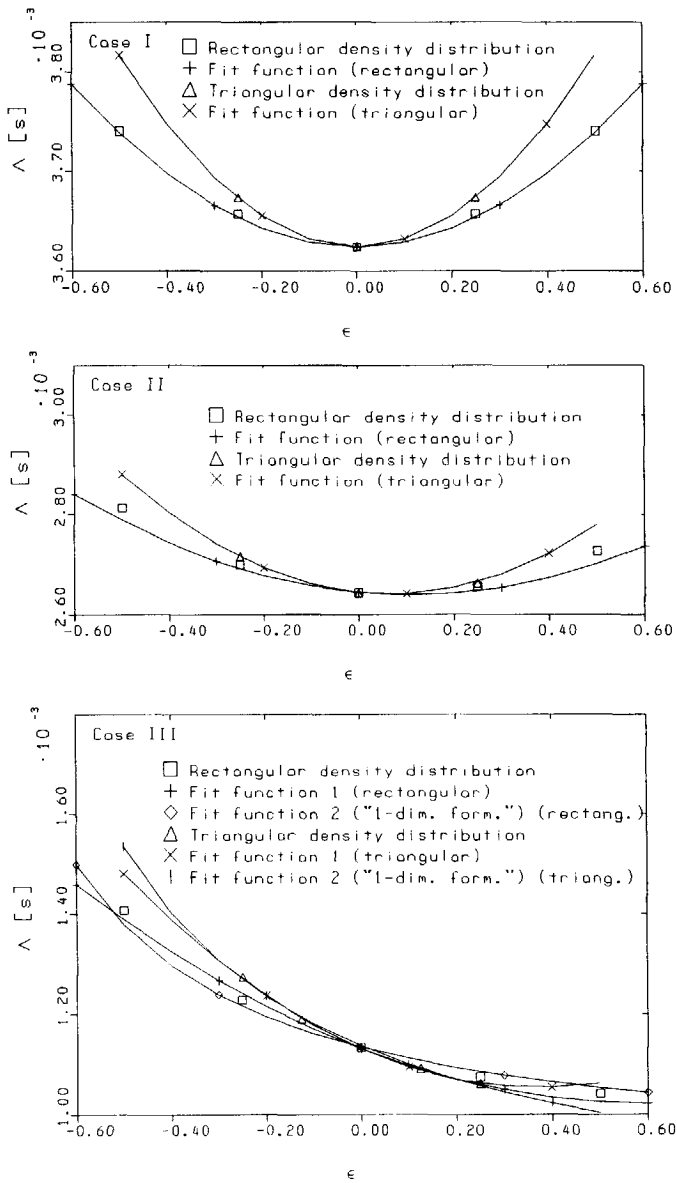 ·10 -3
Case I
□ Rectangular density distribution
+ Fit function (rectangular)
△ Triangular density distribution
× Fit function (triangular)
Λ [s]
3.80
3.70
3.60
-0.60 -0.40 -0.20 0.00 0.20 0.40 0.60
ϵ
·10 -3
Case II
□ Rectangular density distribution
+ Fit function (rectangular)
△ Triangular density distribution
× Fit function (triangular)
Λ [s]
3.00
2.80
2.60
-0.60 -0.40 -0.20 0.00 0.20 0.40 0.60
ϵ
·10 -3
Case III
□ Rectangular density distribution
+ Fit function 1 (rectangular)
◇ Fit function 2 ("1-dim. form.") (rectang.)
△ Triangular density distribution
× Fit function 1 (triangular)
| Fit function 2 ("1-dim. form.") (triang.)
Λ [s]
1.60
1.40
1.20
1.00
-0.60 -0.40 -0.20 0.00 0.20 0.40 0.60
ϵ